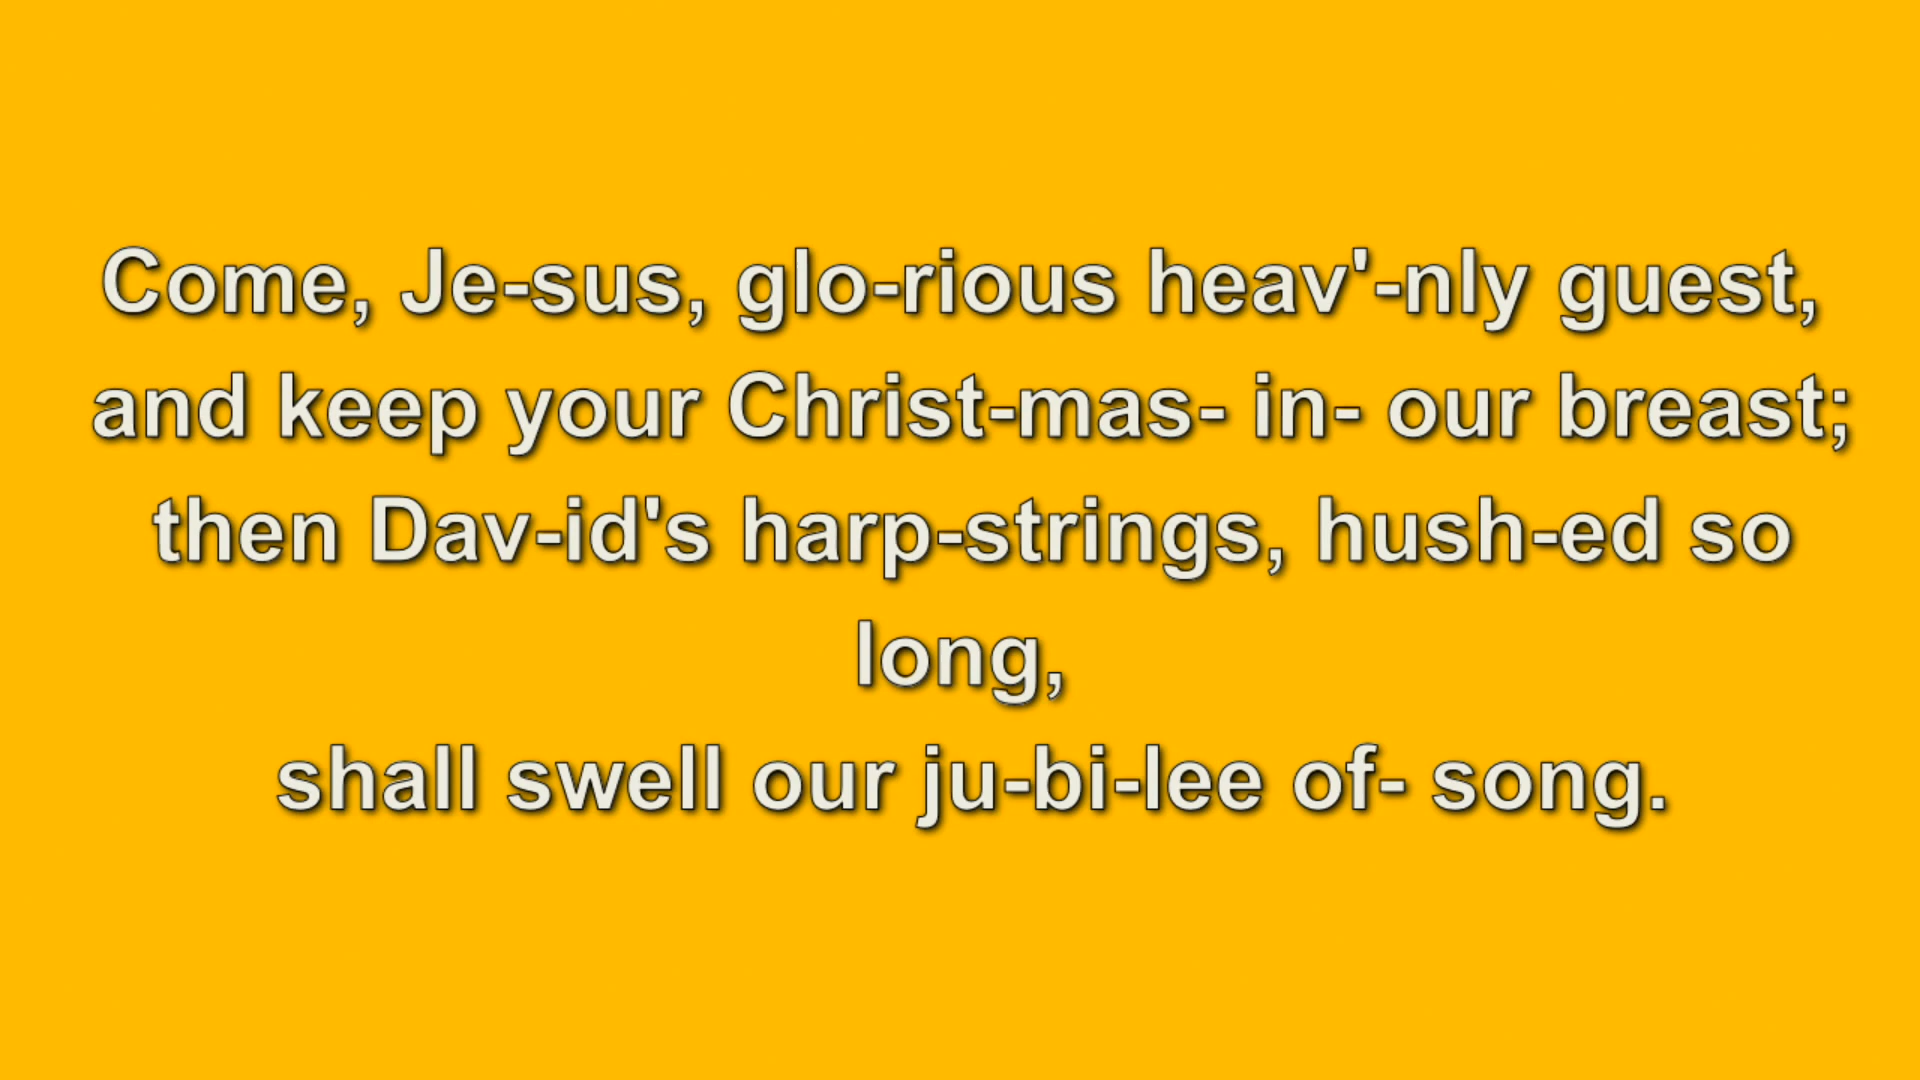 Come, Je-sus, glo-rious heav'-nly guest,
and keep your Christ-mas- in- our breast;
then Dav-id's harp-strings, hush-ed so
long,
shall swell our ju-bi-lee of- song.